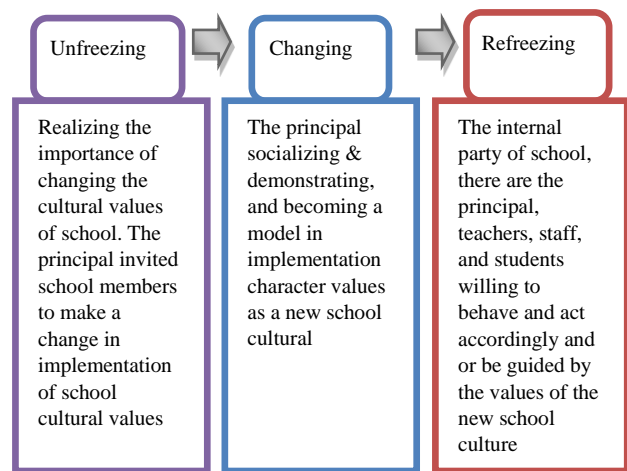 Unfreezing
Realizing the
importance of
changing the
cultural values
of school. The
principal invited
school members
to make a
change in
implementation
of school
cultural values
Changing
The principal
socializing &
demonstrating,
and becoming a
model in
implementation
character values
as a new school
cultural
Refreezing
The internal
party of school,
there are the
principal,
teachers, staff,
and students
willing to
behave and act
accordingly and
or be guided by
the values of the
new school
culture